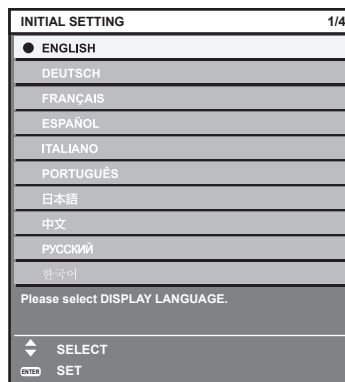 INITIAL SETTING 1/4
ENGLISH
DEUTSCH
FRANÇAIS
ESPAÑOL
ITALIANO
PORTUGUÊS
日本語
中文
РУССКИЙ
한국어
Please select DISPLAY LANGUAGE.
SELECT
ENTER SET